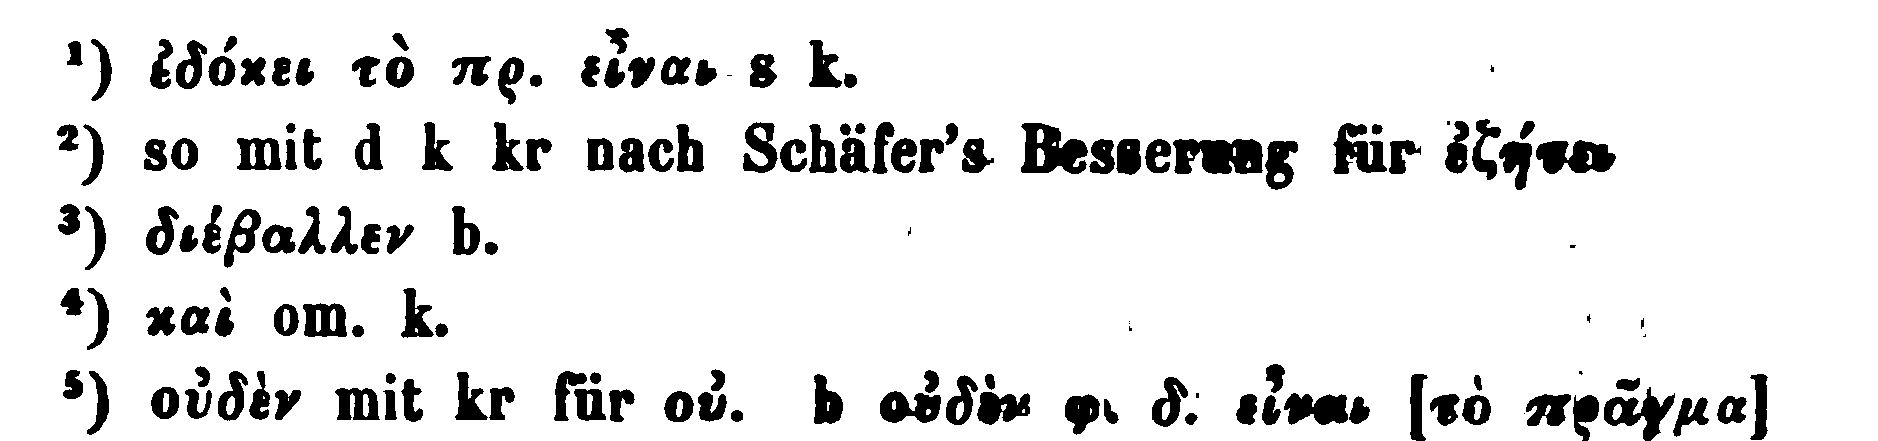 ¹) ἐδόκει τὸ πρ. εἶναι s k.
²) so mit d k kr nach Schäfer's Besserung für ἐζήτει
³) διέβαλλεν b.
⁴) καὶ om. k.
⁵) οὐδὲν mit kr für οὐ. b οὐδὲν φι δ. εἶναι [τὸ πρᾶγμα]